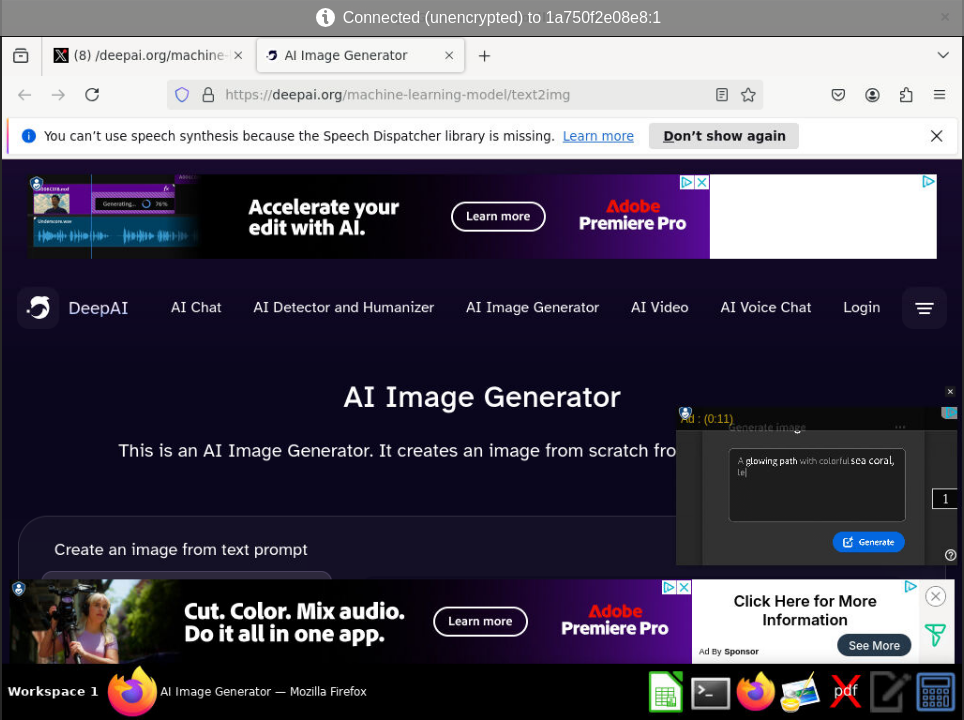 Connected (unencrypted) to 1a750f2e08e8:1
(8) /deepai.org/machine-
AI Image Generator
https://deepai.org/machine-learning-model/text2img
You can't use speech synthesis because the Speech Dispatcher library is missing. Learn more Don't show again
Generating... 76%
Underscore.wav
fx
Accelerate your
edit with AI.
Learn more
Adobe
Premiere Pro
DeepAI AI Chat AI Detector and Humanizer AI Image Generator AI Video AI Voice Chat Login
AI Image Generator
This is an AI Image Generator. It creates an image from scratch fro
Ad : (0:11)
Generate image
A glowing path with colorful sea coral,
le
1
Generate
Create an image from text prompt
Cut. Color. Mix audio.
Do it all in one app.
Learn more
Adobe
Premiere Pro
Click Here for More
Information
Ad By Sponsor
See More
Workspace 1 AI Image Generator — Mozilla Firefox
pdf